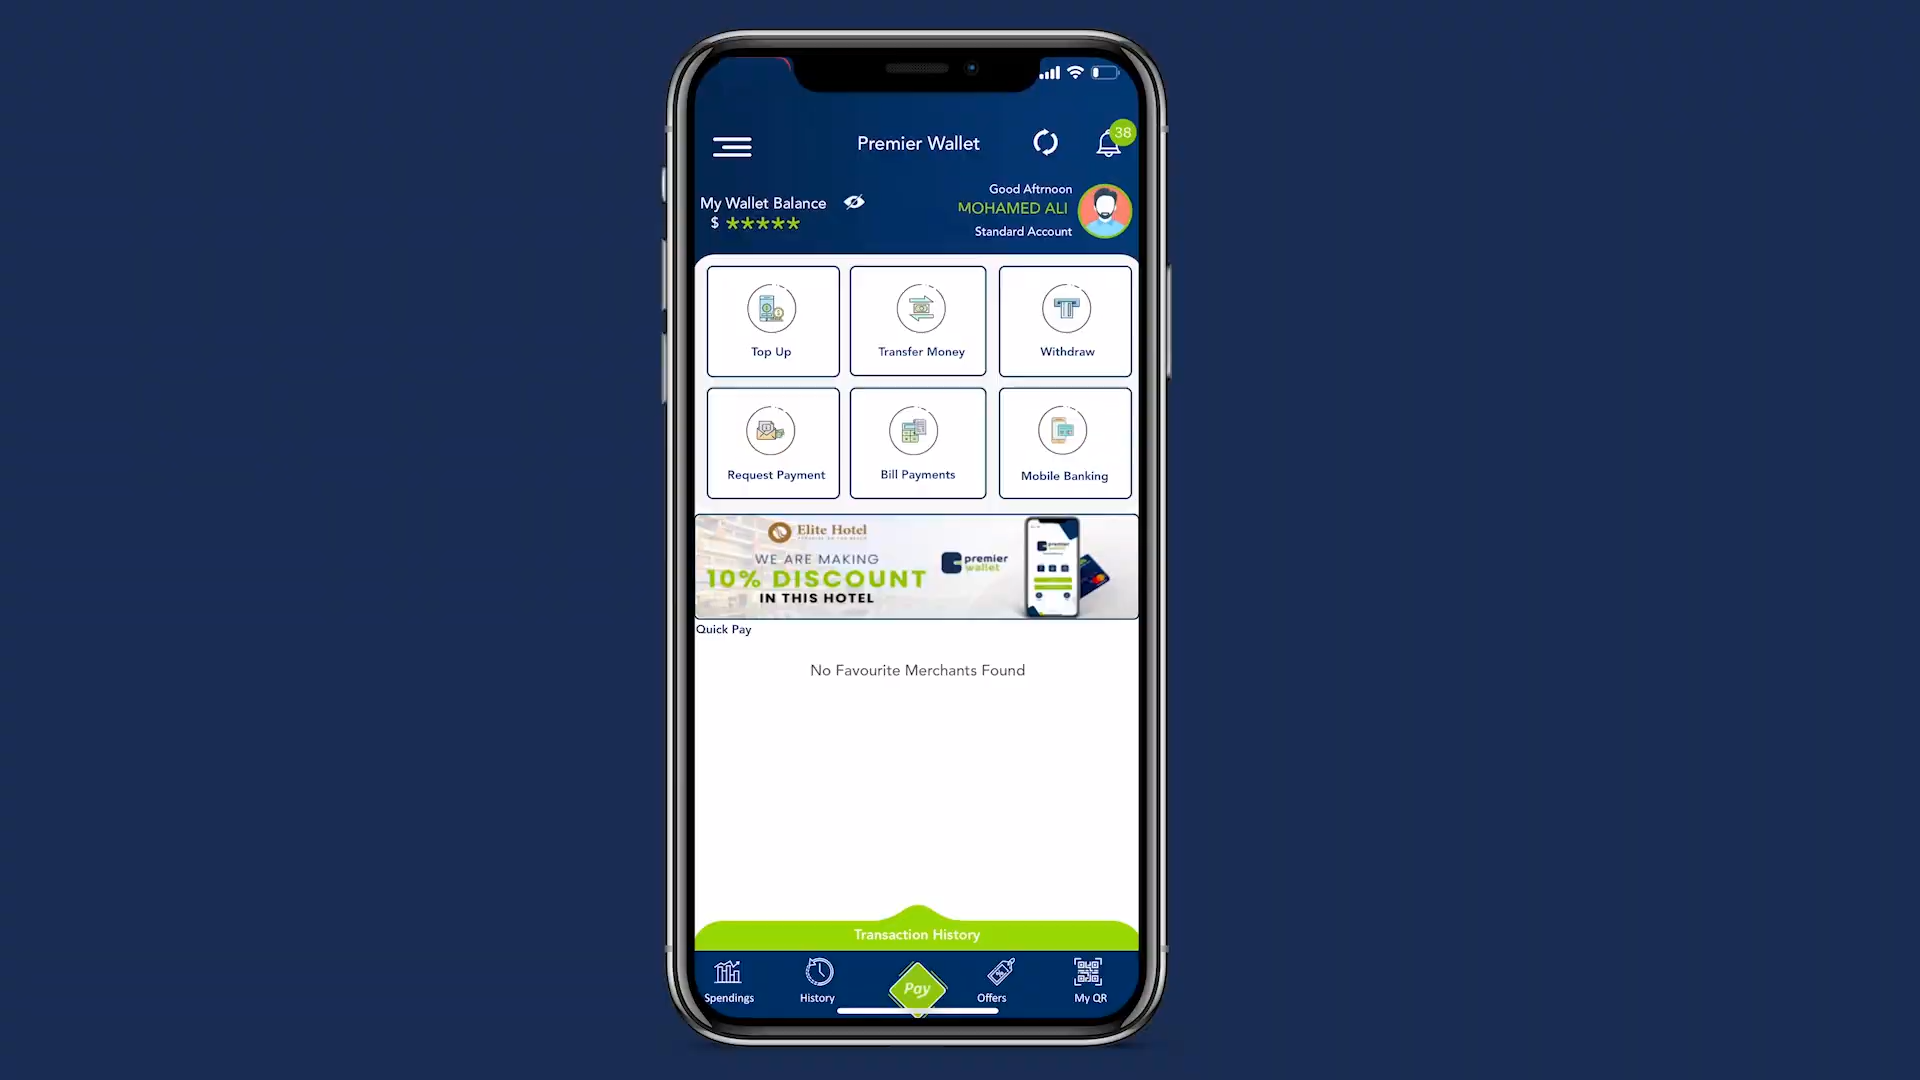 Premier Wallet
38
My Wallet Balance
$ *****
Good Aftrnoon
MOHAMED ALI
Standard Account
Top Up
Transfer Money
Withdraw
Request Payment
Bill Payments
Mobile Banking
Elite Hotel
WE ARE MAKING
10% DISCOUNT
IN THIS HOTEL
premier
wallet
Quick Pay
No Favourite Merchants Found
Transaction History
Spendings
History
Pay
Offers
My QR